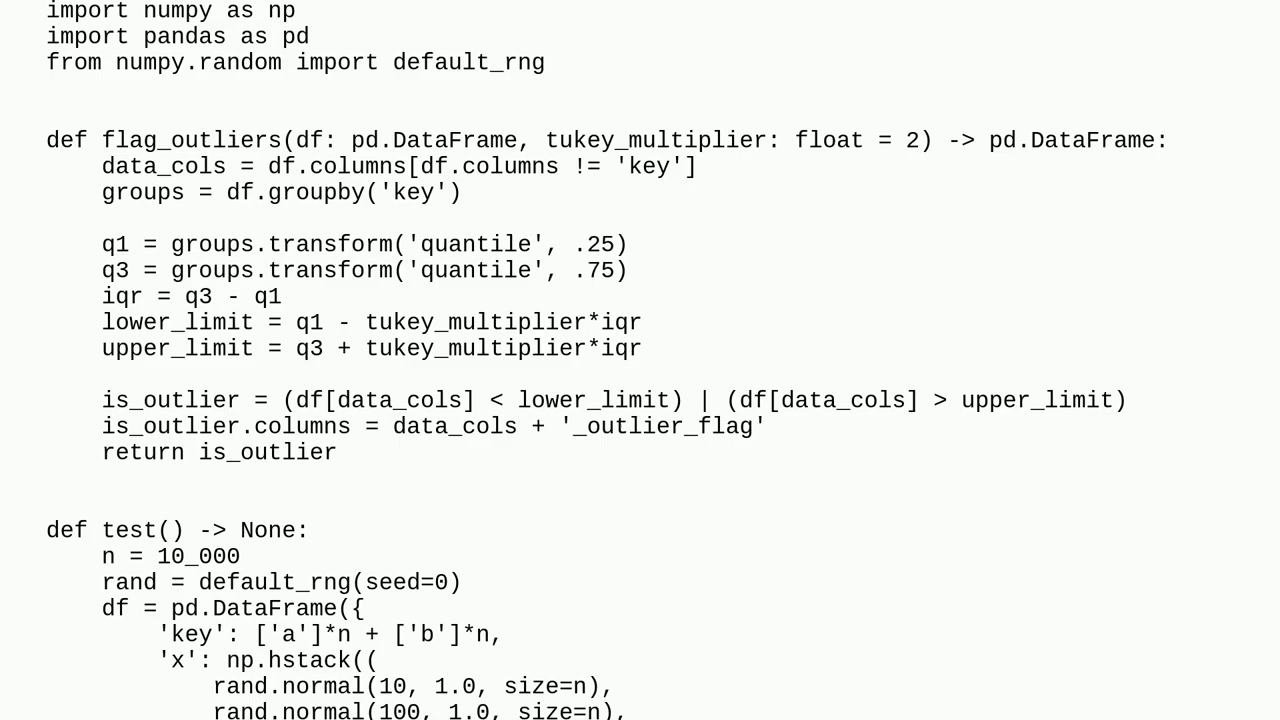 import numpy as np
import pandas as pd
from numpy.random import default_rng
def flag_outliers(df: pd.DataFrame, tukey_multiplier: float = 2) -> pd.DataFrame:
    data_cols = df.columns[df.columns != 'key']
    groups = df.groupby('key')
    q1 = groups.transform('quantile', .25)
    q3 = groups.transform('quantile', .75)
    iqr = q3 - q1
    lower_limit = q1 - tukey_multiplier*iqr
    upper_limit = q3 + tukey_multiplier*iqr
    is_outlier = (df[data_cols] < lower_limit) | (df[data_cols] > upper_limit)
    is_outlier.columns = data_cols + '_outlier_flag'
    return is_outlier
def test() -> None:
    n = 10_000
    rand = default_rng(seed=0)
    df = pd.DataFrame({
        'key': ['a']*n + ['b']*n,
        'x': np.hstack((
            rand.normal(10, 1.0, size=n),
            rand.normal(100, 1.0, size=n),